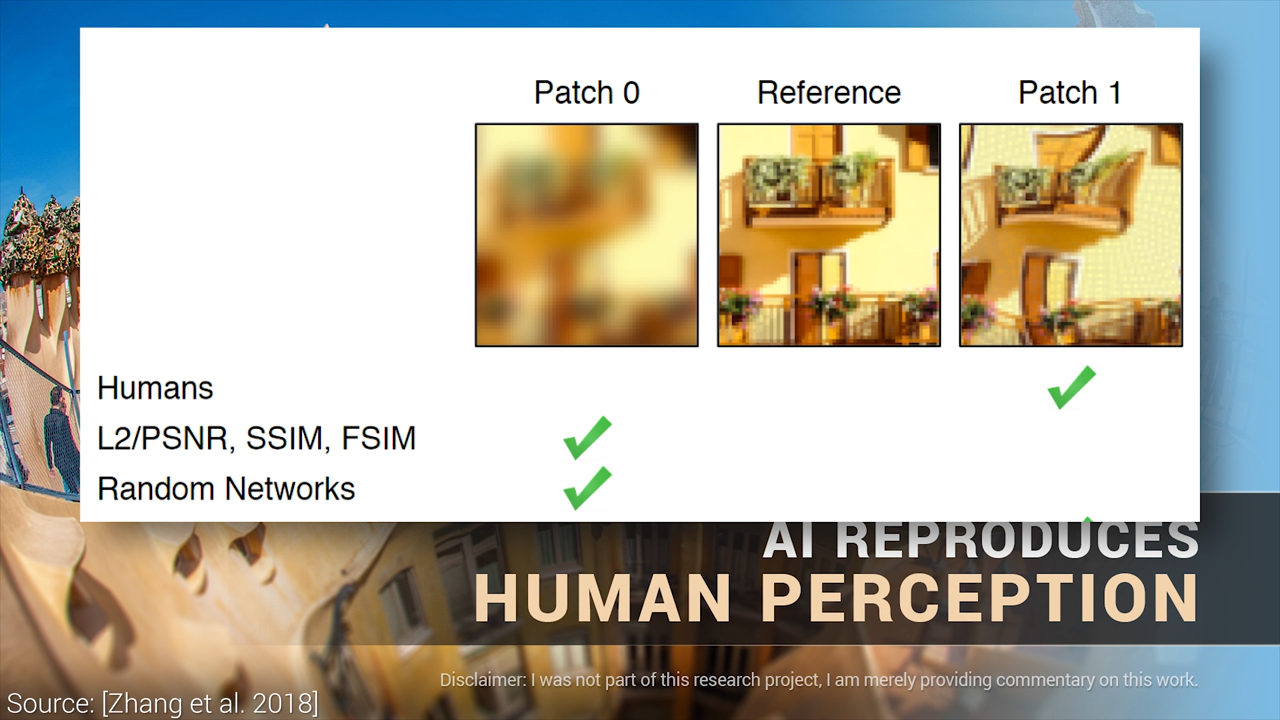 Patch 0 Reference Patch 1
Humans
L2/PSNR, SSIM, FSIM
Random Networks
AI REPRODUCES
HUMAN PERCEPTION
Disclaimer: I was not part of this research project, I am merely providing commentary on this work.
Source: [Zhang et al. 2018]